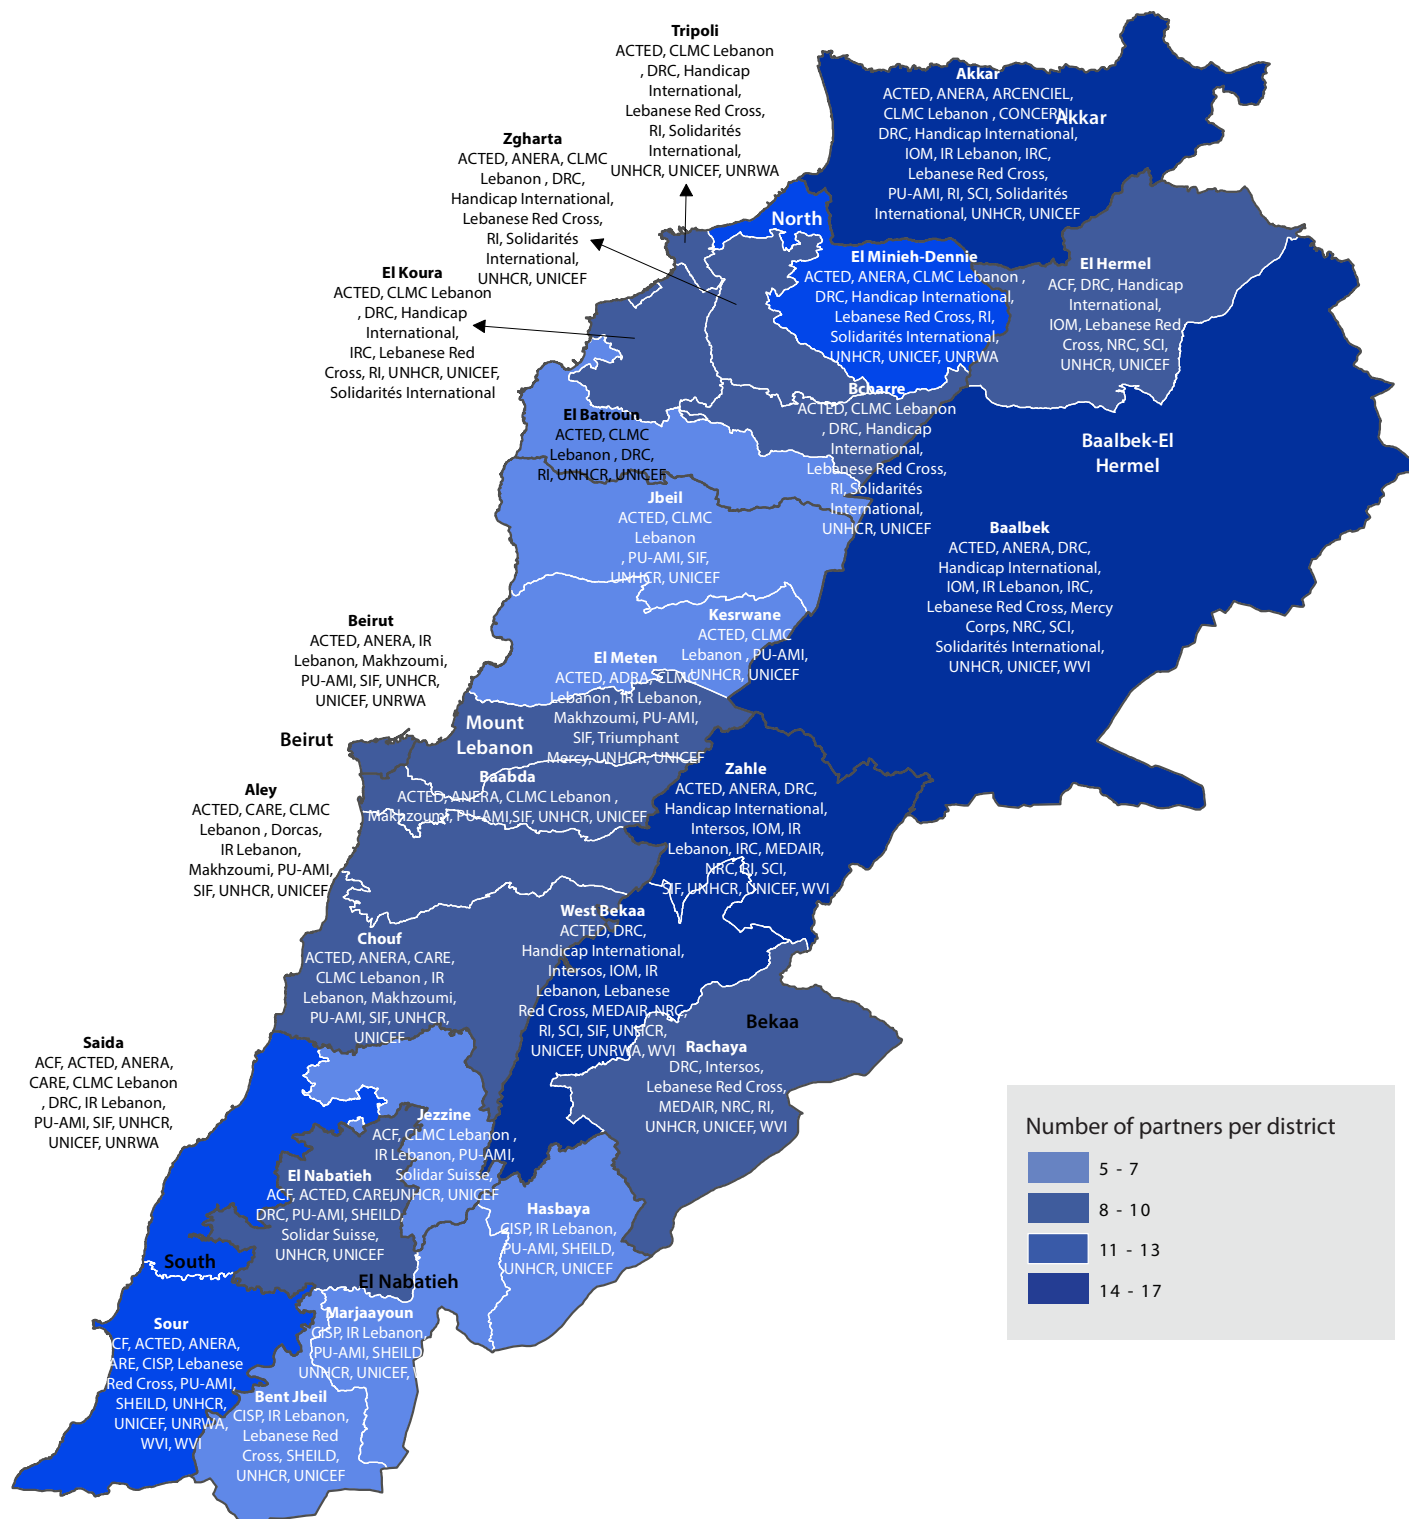 Tripoli
ACTED, CLMC Lebanon
, DRC, Handicap
International,
Lebanese Red Cross,
RI, Solidarités
International,
UNHCR, UNICEF, UNRWA
Akkar
ACTED, ANERA, ARCENCIEL,
CLMC Lebanon , CONCERN,
DRC, Handicap International,
IOM, IR Lebanon, IRC,
Lebanese Red Cross,
PU-AMI, RI, SCI, Solidarités
International, UNHCR, UNICEF
Akkar
Zgharta
ACTED, ANERA, CLMC
Lebanon , DRC,
Handicap International,
Lebanese Red Cross,
RI, Solidarités
International,
UNHCR, UNICEF
North
El Minieh-Dennie
ACTED, ANERA, CLMC Lebanon ,
DRC, Handicap International,
Lebanese Red Cross, RI,
Solidarités International,
UNHCR, UNICEF, UNRWA
El Hermel
ACF, DRC, Handicap
International,
IOM, Lebanese Red
Cross, NRC, SCI,
UNHCR, UNICEF
El Koura
ACTED, CLMC Lebanon
, DRC, Handicap
International,
IRC, Lebanese Red
Cross, RI, UNHCR, UNICEF,
Solidarités International
Bcharre
ACTED, CLMC Lebanon
, DRC, Handicap
International,
Lebanese Red Cross,
RI, Solidarités
International,
UNHCR, UNICEF
El Batroun
ACTED, CLMC
Lebanon , DRC,
RI, UNHCR, UNICEF
Baalbek-El
Hermel
Jbeil
ACTED, CLMC
Lebanon
, PU-AMI, SIF,
UNHCR, UNICEF
Baalbek
ACTED, ANERA, DRC,
Handicap International,
IOM, IR Lebanon, IRC,
Lebanese Red Cross, Mercy
Corps, NRC, SCI,
Solidarités International,
UNHCR, UNICEF, WVI
Kesrwane
ACTED, CLMC
Lebanon , PU-AMI,
UNHCR, UNICEF
Beirut
ACTED, ANERA, IR
Lebanon, Makhzoumi,
PU-AMI, SIF, UNHCR,
UNICEF, UNRWA
El Meten
ACTED, ADRA, CLMC
Lebanon , IR Lebanon,
Makhzoumi, PU-AMI,
SIF, Triumphant
Mercy, UNHCR, UNICEF
Mount
Lebanon
Beirut
Baabda
ACTED, ANERA, CLMC Lebanon ,
Makhzoumi, PU-AMI,SIF, UNHCR, UNICEF
Zahle
ACTED, ANERA, DRC,
Handicap International,
Intersos, IOM, IR
Lebanon, IRC, MEDAIR,
NRC, RI, SCI,
SIF, UNHCR, UNICEF, WVI
Aley
ACTED, CARE, CLMC
Lebanon , Dorcas,
IR Lebanon,
Makhzoumi, PU-AMI,
SIF, UNHCR, UNICEF
West Bekaa
ACTED, DRC,
Handicap International,
Intersos, IOM, IR
Lebanon, Lebanese
Red Cross, MEDAIR, NRC,
RI, SCI, SIF, UNHCR,
UNICEF, UNRWA, WVI
Chouf
ACTED, ANERA, CARE,
CLMC Lebanon , IR
Lebanon, Makhzoumi,
PU-AMI, SIF, UNHCR,
UNICEF
Bekaa
Rachaya
DRC, Intersos,
Lebanese Red Cross,
MEDAIR, NRC, RI,
UNHCR, UNICEF, WVI
Saida
ACF, ACTED, ANERA,
CARE, CLMC Lebanon
, DRC, IR Lebanon,
PU-AMI, SIF, UNHCR,
UNICEF, UNRWA
Jezzine
ACF, CLMC Lebanon ,
IR Lebanon, PU-AMI,
Solidar Suisse,
UNHCR, UNICEF
El Nabatieh
ACF, ACTED, CARE,
DRC, PU-AMI, SHEILD,
Solidar Suisse,
UNHCR, UNICEF
Hasbaya
CISP, IR Lebanon,
PU-AMI, SHEILD,
UNHCR, UNICEF
South
El Nabatieh
Marjaayoun
CISP, IR Lebanon,
PU-AMI, SHEILD
UNHCR, UNICEF,
Sour
CF, ACTED, ANERA,
ARE, CISP, Lebanese
Red Cross, PU-AMI,
SHEILD, UNHCR,
UNICEF, UNRWA,
WVI, WVI
Bent Jbeil
CISP, IR Lebanon,
Lebanese Red
Cross, SHEILD,
UNHCR, UNICEF
Number of partners per district
5 - 7
8 - 10
11 - 13
14 - 17